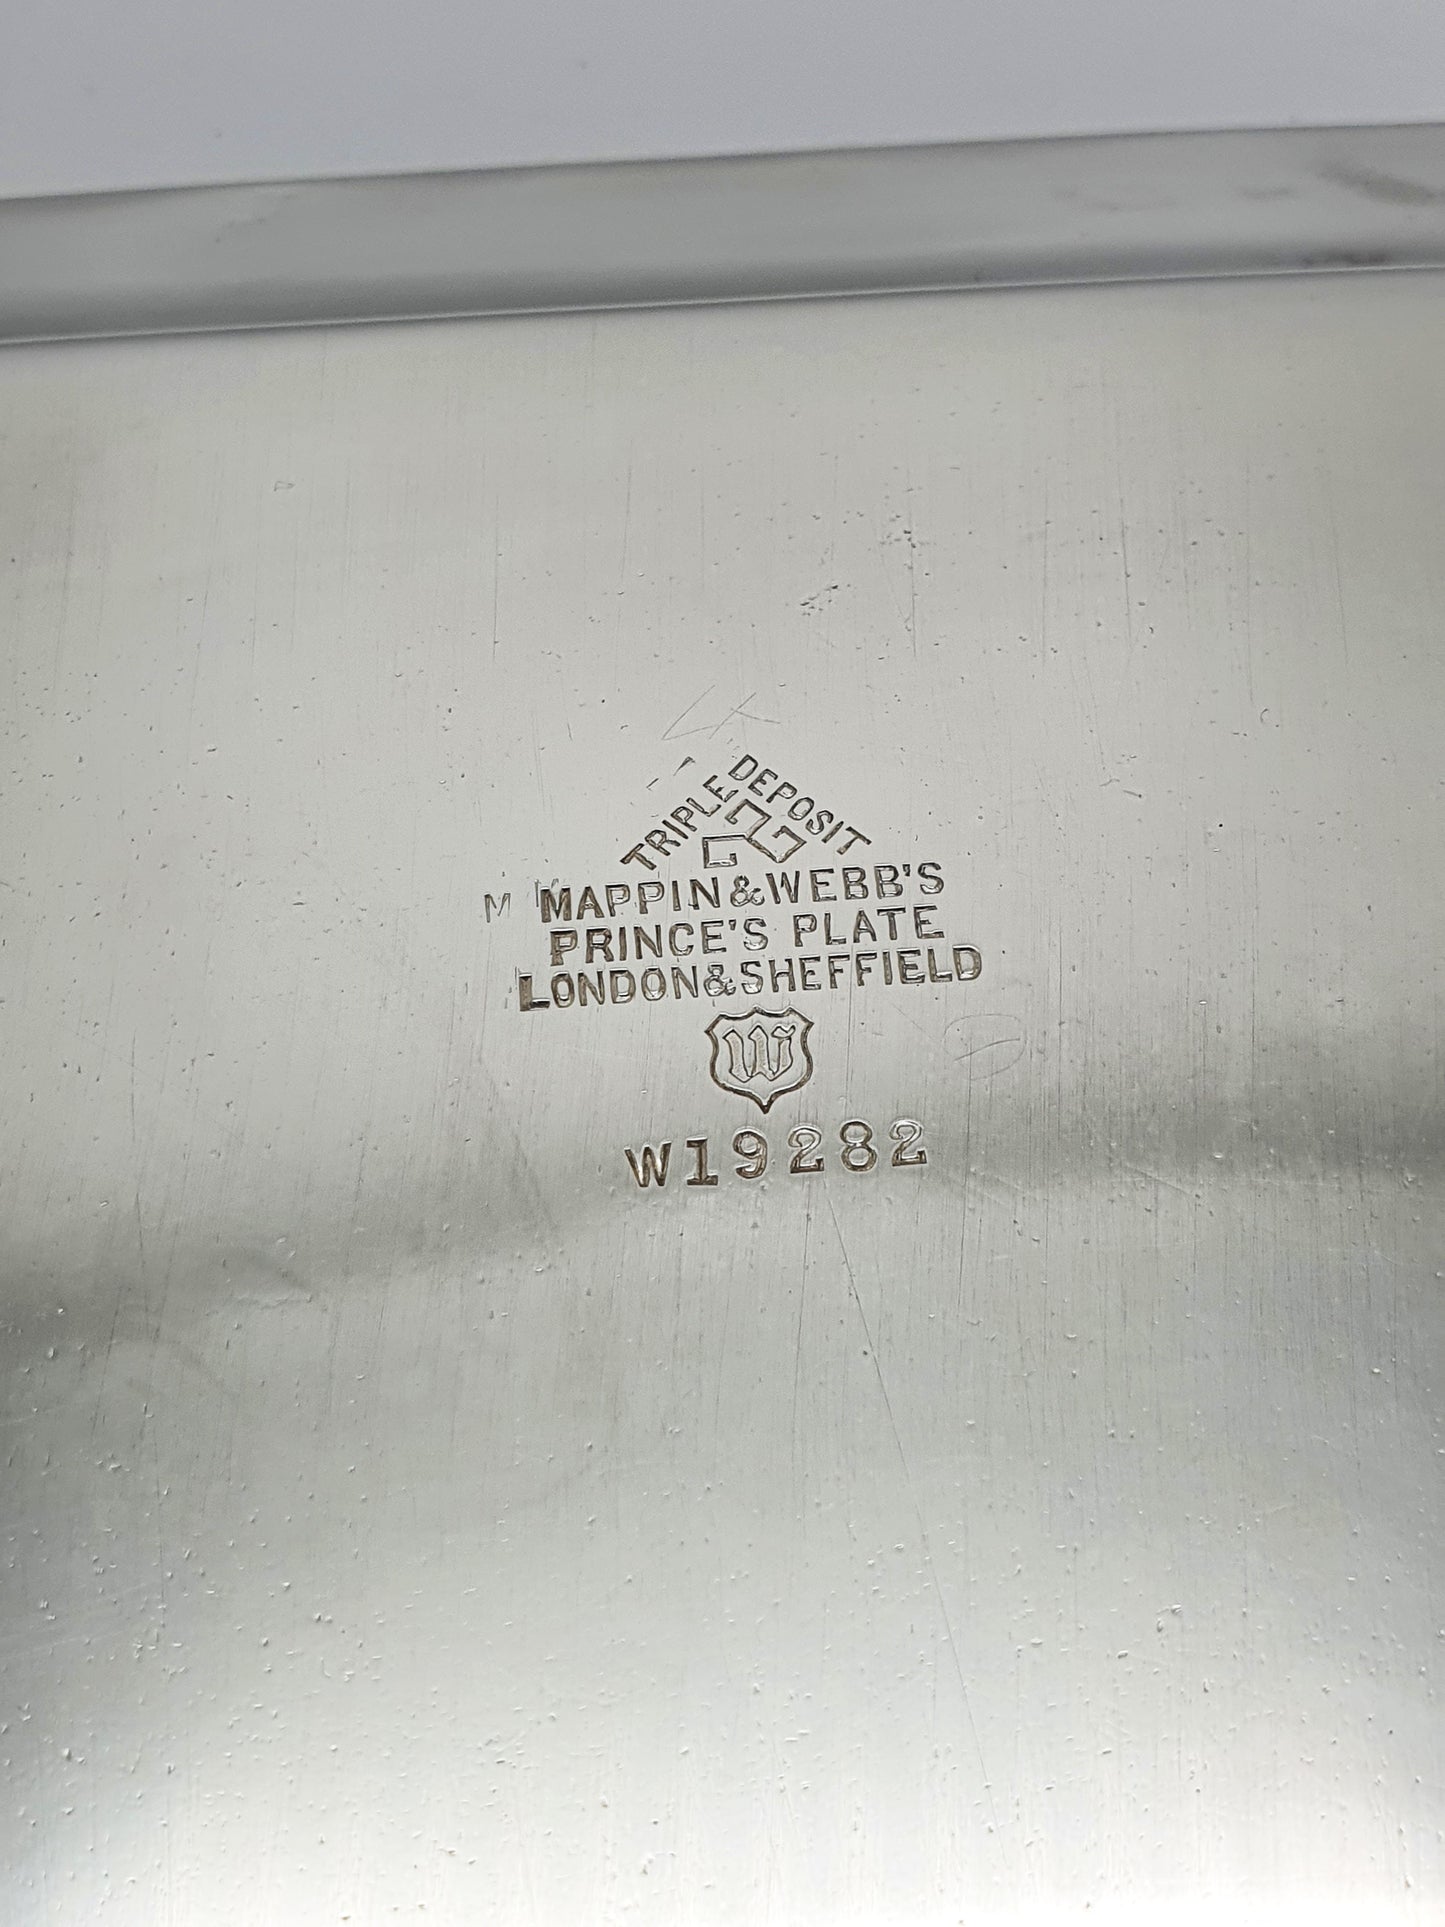 TRIPLE DEPOSIT
MAPPIN & WEBB'S
PRINCE'S PLATE
LONDON & SHEFFIELD
W
W19282